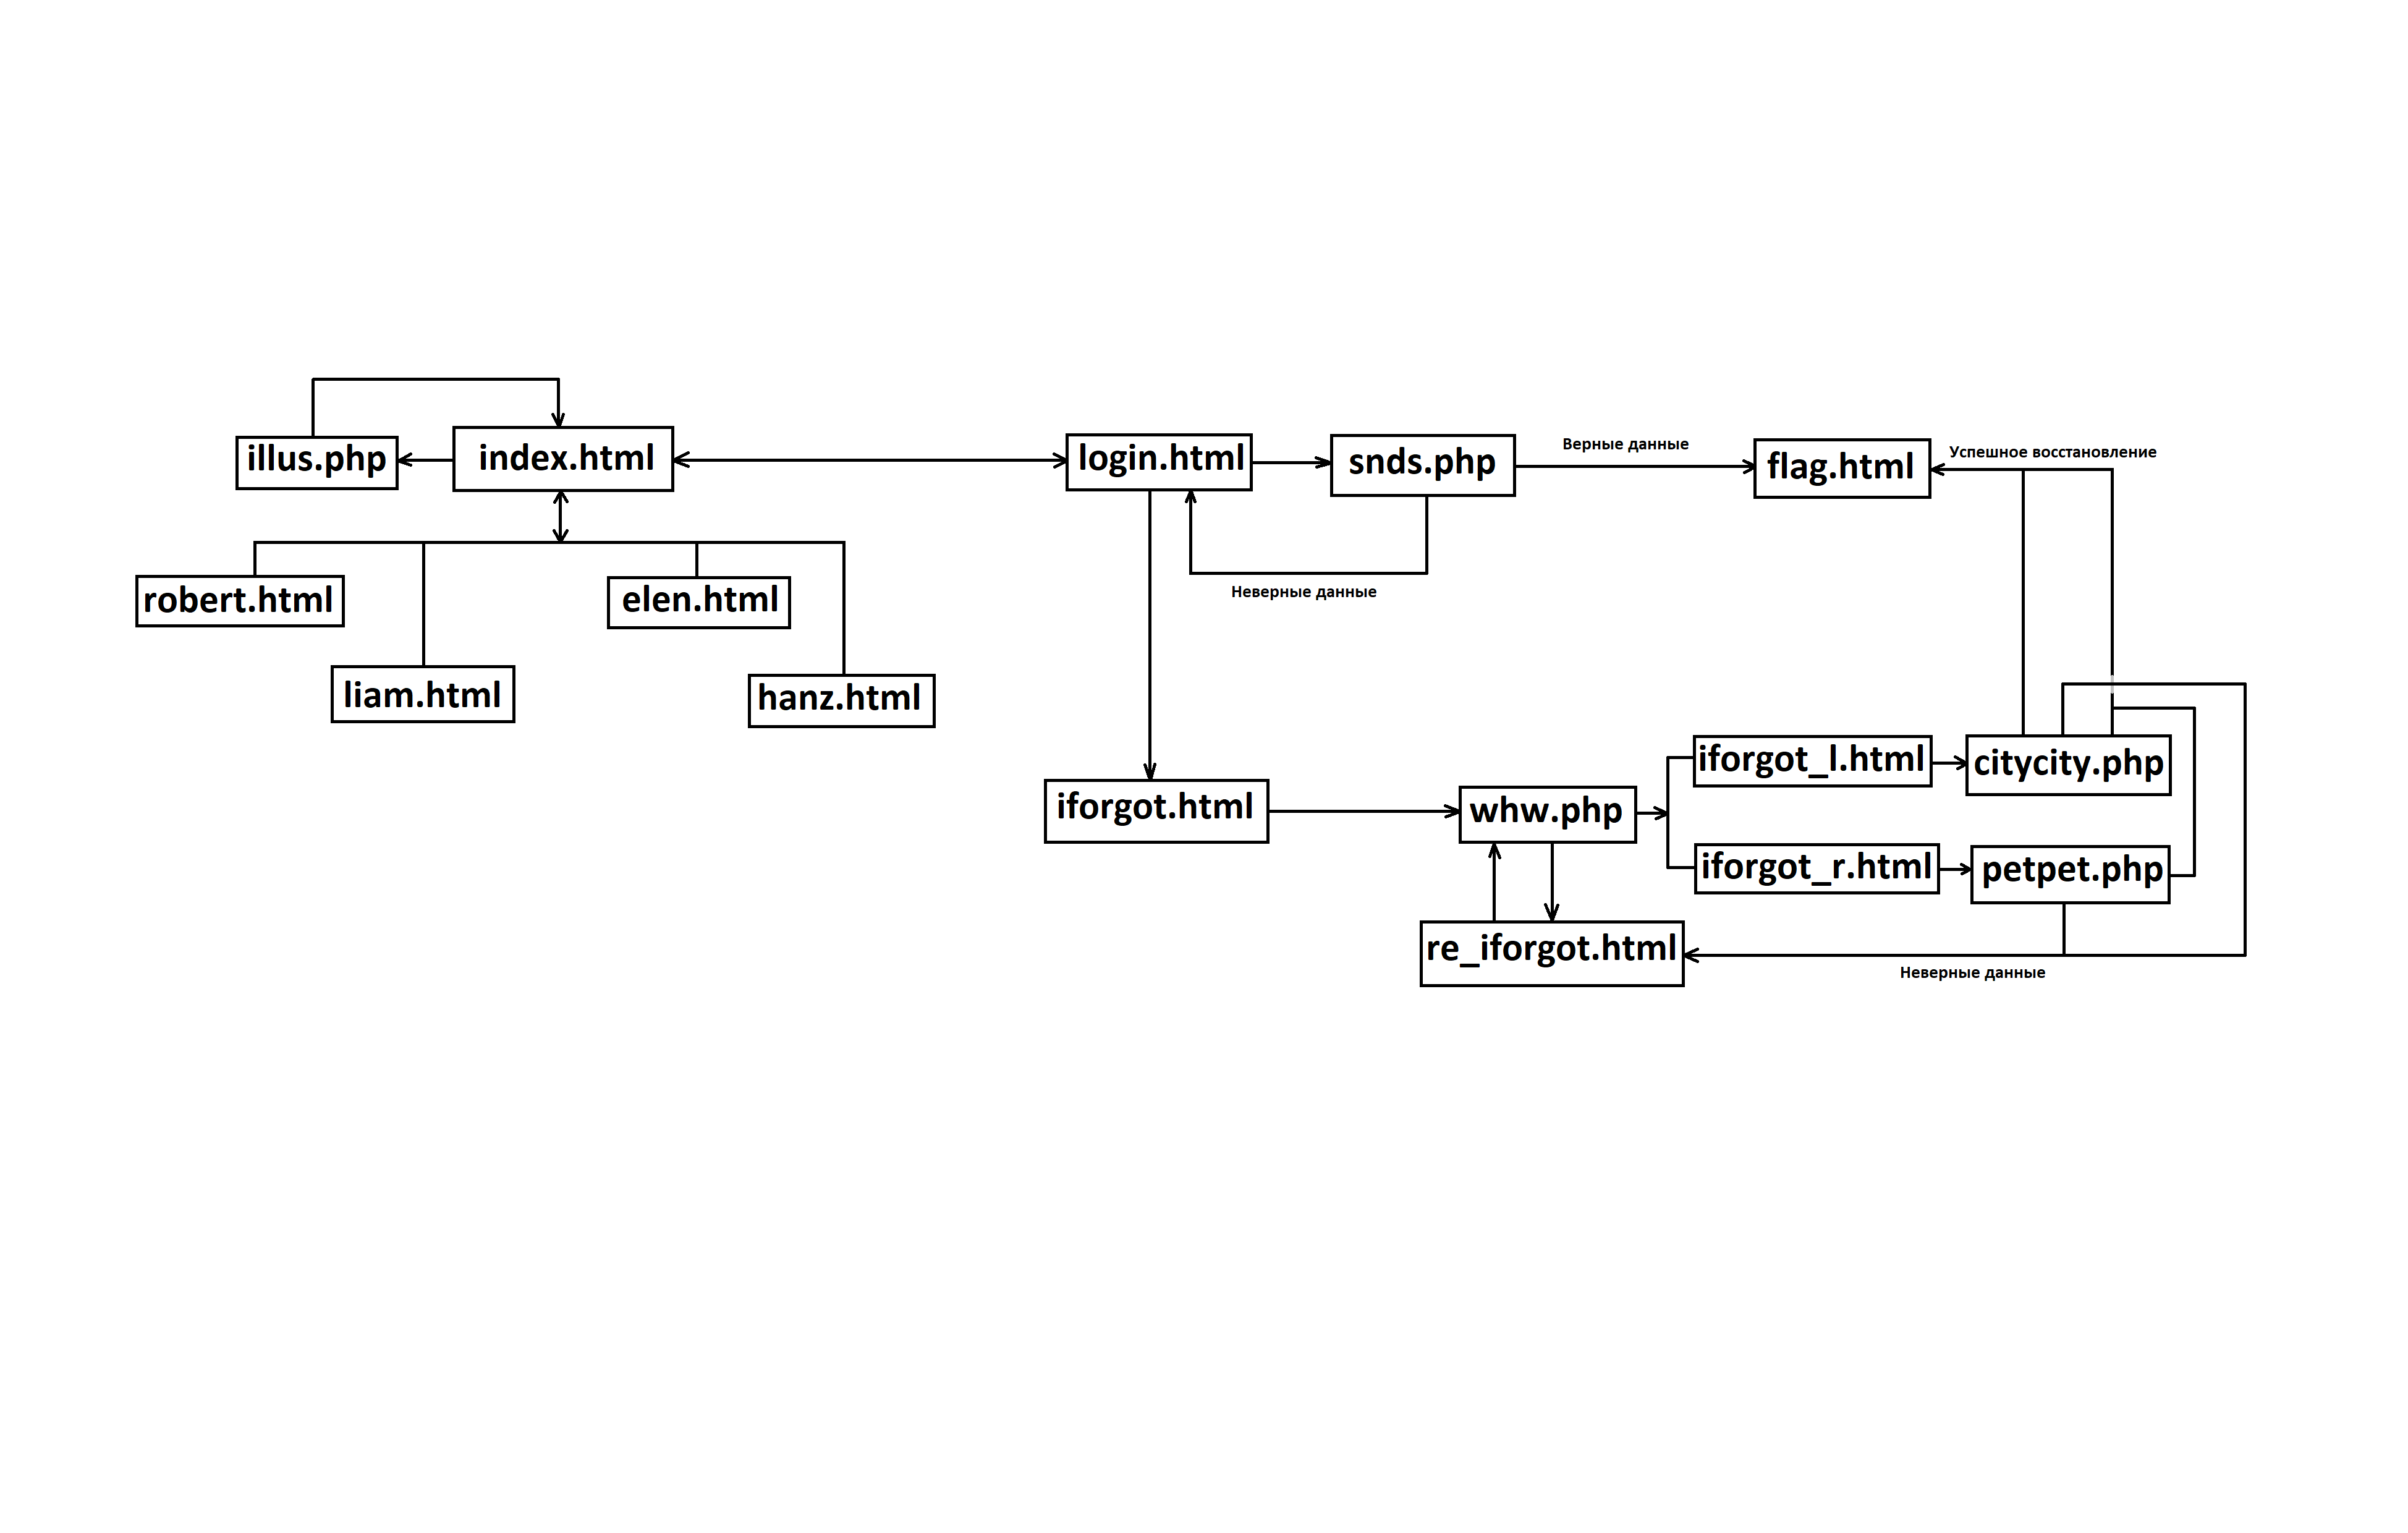 illus.php
index.html
login.html
snds.php
Верные данные
flag.html
Успешное восстановление
robert.html
elen.html
Неверные данные
liam.html
hanz.html
iforgot.html
whw.php
iforgot_l.html
citycity.php
iforgot_r.html
petpet.php
re_iforgot.html
Неверные данные